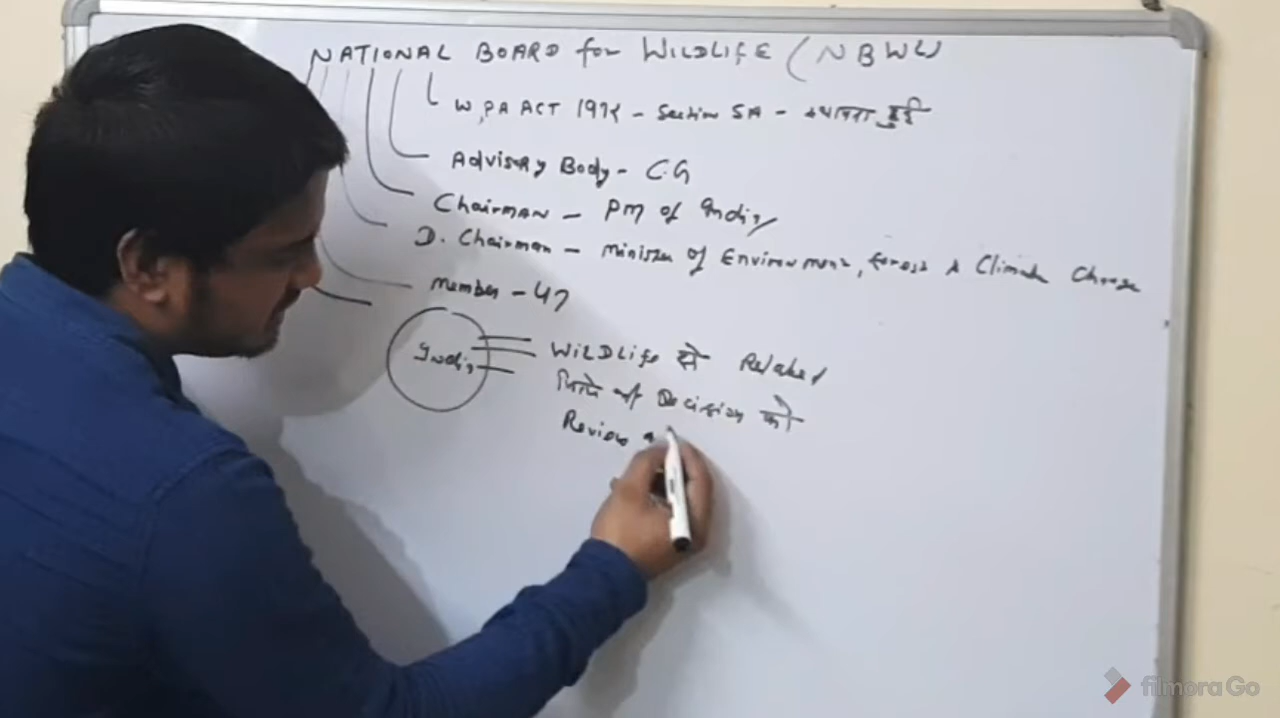 NATIONAL BOARD for WILDLIFE (NBWL)
W,PA ACT 1972 - Section 5A - स्थापना हुई
Advisory Body - C.G
Chairman - PM of India
D. Chairman - Minister of Environment, forest & Climate Change
Member - 47
India
WILDLife से Related
लिये गए Decision को
Review
filmora Go